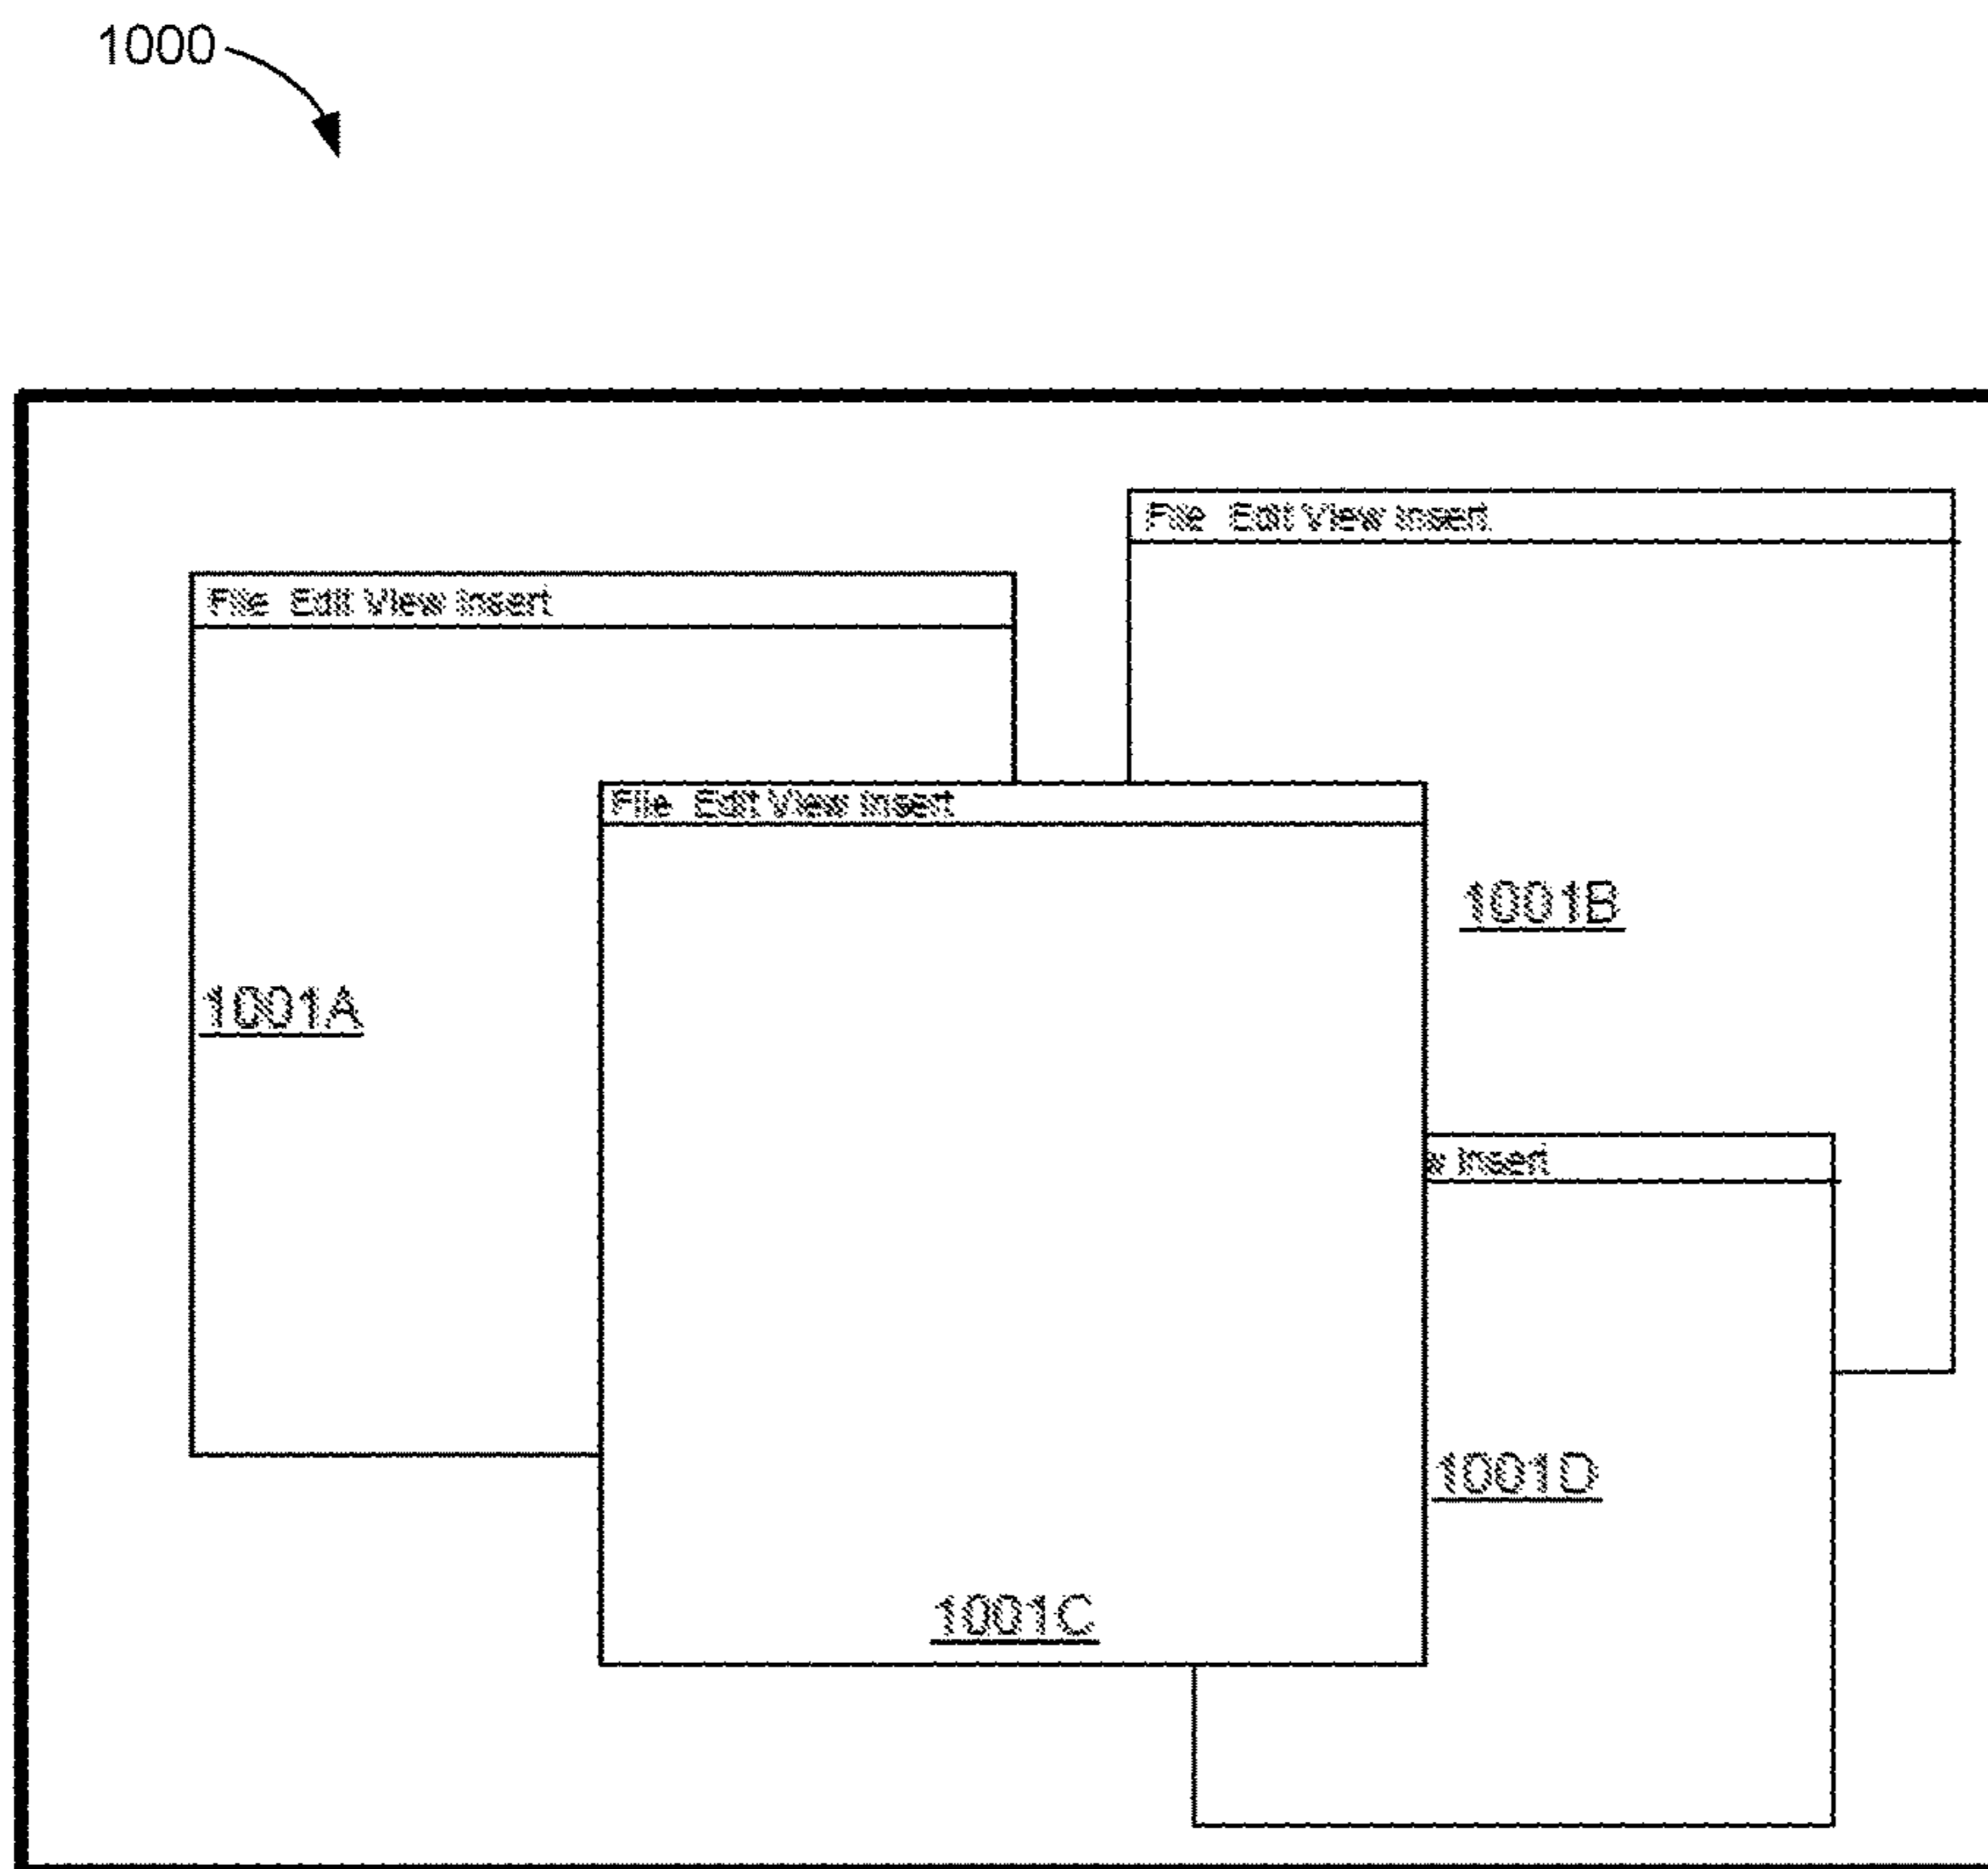 1000
File Edit View Insert
File Edit View Insert
File Edit View Insert
1001B
1001A
w Insert
1001D
1001C